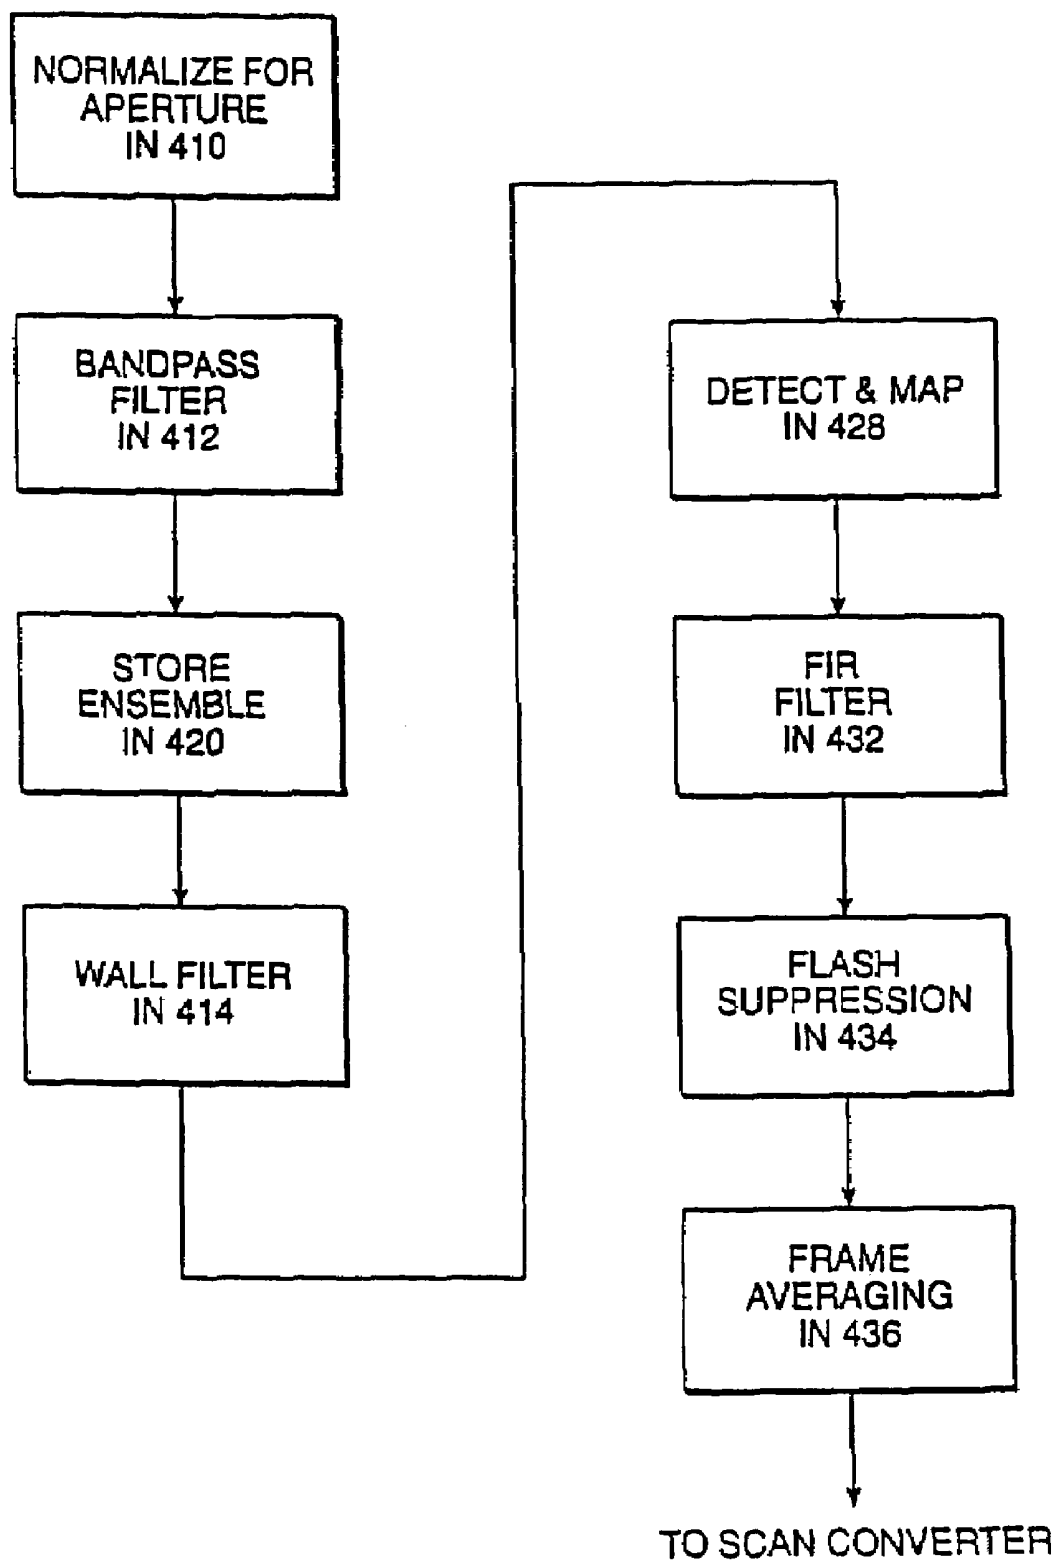 NORMALIZE FOR
APERTURE
IN 410
BANDPASS
FILTER
IN 412
STORE
ENSEMBLE
IN 420
WALL FILTER
IN 414
DETECT & MAP
IN 428
FIR
FILTER
IN 432
FLASH
SUPPRESSION
IN 434
FRAME
AVERAGING
IN 436
TO SCAN CONVERTER